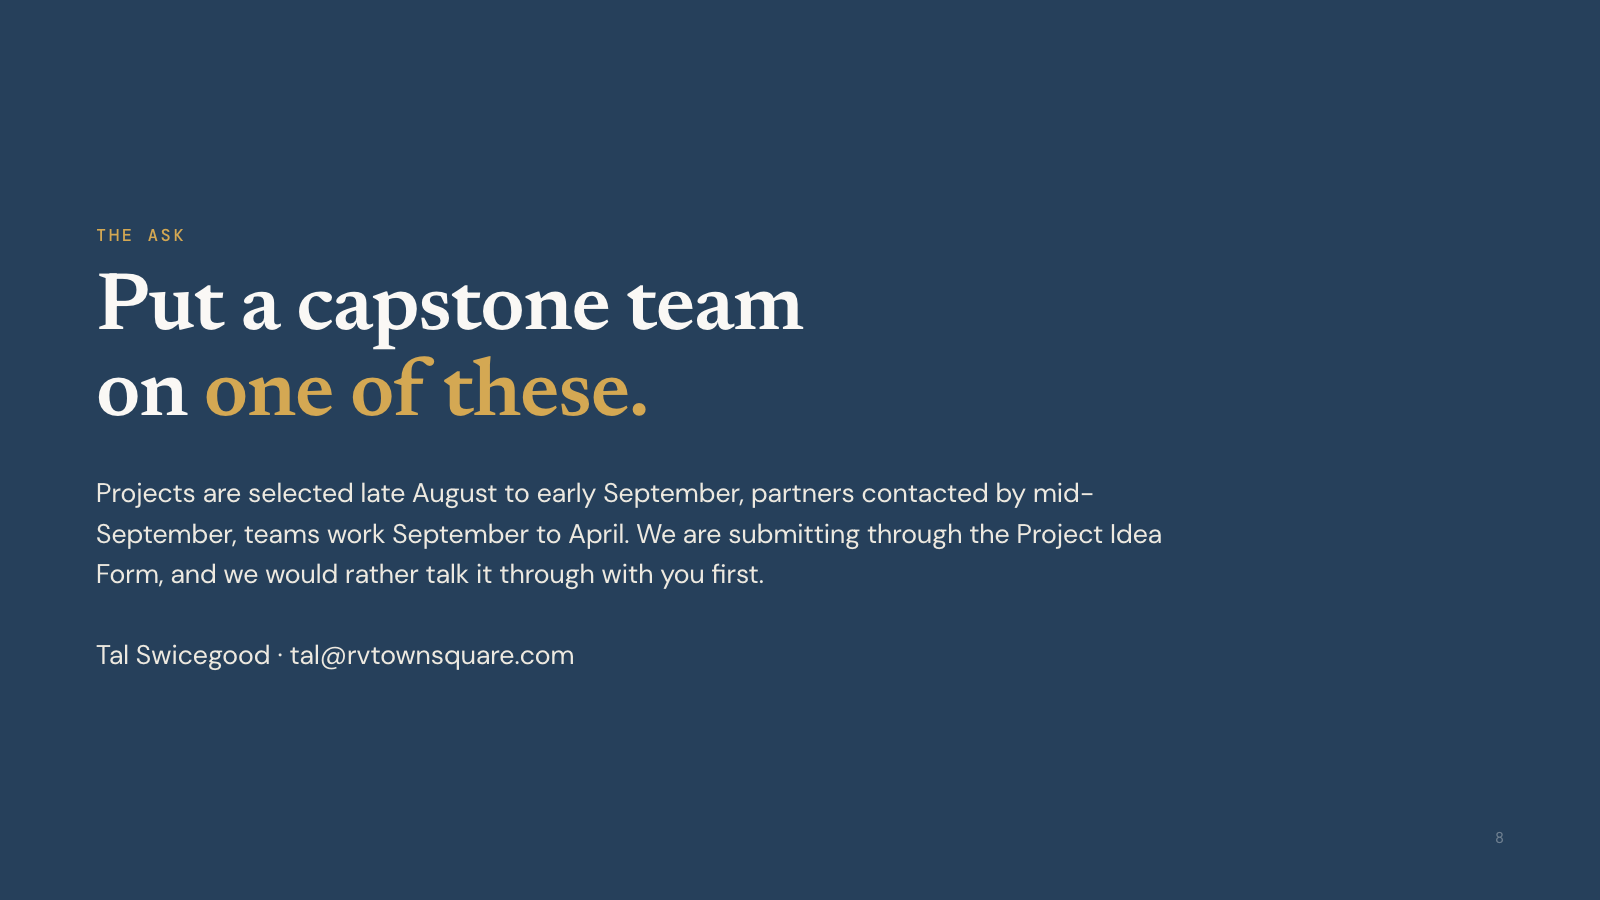 THE ASK
Put a capstone team
on one of these.
Projects are selected late August to early September, partners contacted by mid-
September, teams work September to April. We are submitting through the Project Idea
Form, and we would rather talk it through with you first.
Tal Swicegood · tal@rvtownsquare.com
8